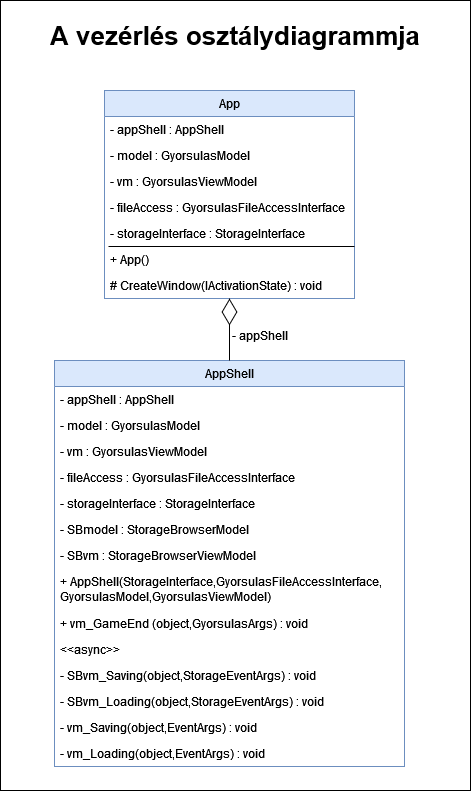 A vezérlés osztálydiagrammja
App
- appShell : AppShell
- model : GyorsulasModel
- vm : GyorsulasViewModel
- fileAccess : GyorsulasFileAccessInterface
- storageInterface : StorageInterface
+ App()
# CreateWindow(IActivationState) : void
- appShell
AppShell
- appShell : AppShell
- model : GyorsulasModel
- vm : GyorsulasViewModel
- fileAccess : GyorsulasFileAccessInterface
- storageInterface : StorageInterface
- SBmodel : StorageBrowserModel
- SBvm : StorageBrowserViewModel
+ AppShell(StorageInterface,GyorsulasFileAccessInterface,
GyorsulasModel,GyorsulasViewModel)
+ vm_GameEnd (object,GyorsulasArgs) : void
<<async>>
- SBvm_Saving(object,StorageEventArgs) : void
- SBvm_Loading(object,StorageEventArgs) : void
- vm_Saving(object,EventArgs) : void
- vm_Loading(object,EventArgs) : void